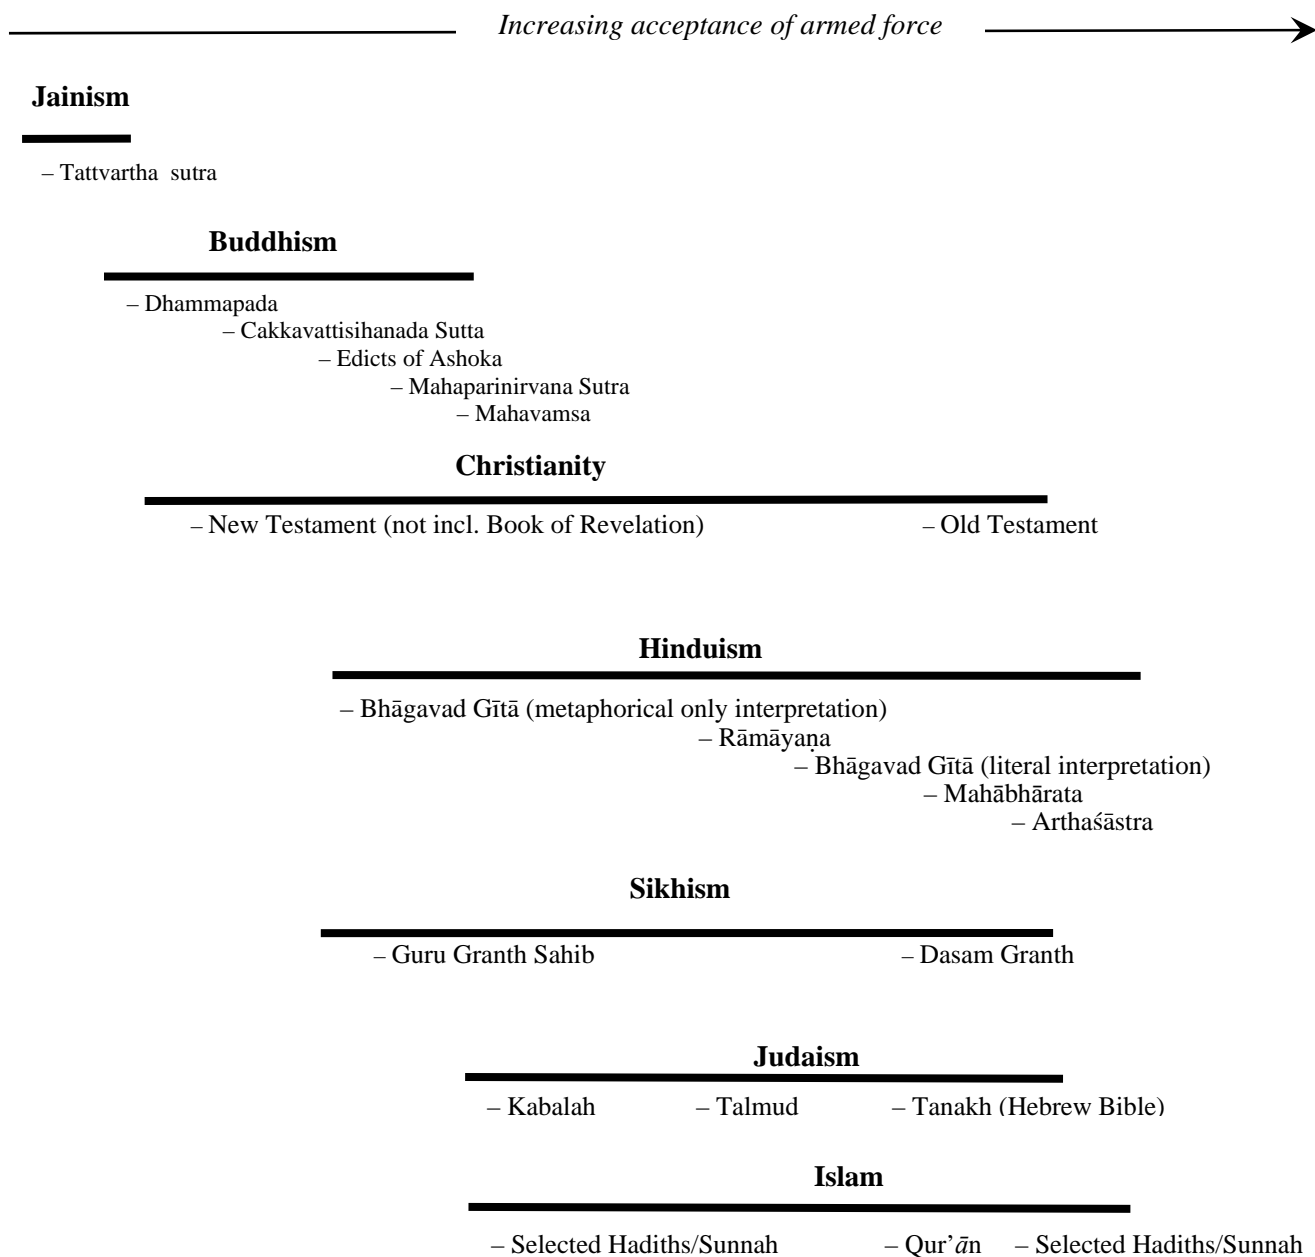 Increasing acceptance of armed force
Jainism
– Tattvartha sutra
Buddhism
– Dhammapada
– Cakkavattisihanada Sutta
– Edicts of Ashoka
– Mahaparinirvana Sutra
– Mahavamsa
Christianity
– New Testament (not incl. Book of Revelation) – Old Testament
Hinduism
– Bhāgavad Gītā (metaphorical only interpretation)
– Rāmāyaṇa
– Bhāgavad Gītā (literal interpretation)
– Mahābhārata
– Arthaśāstra
Sikhism
– Guru Granth Sahib – Dasam Granth
Judaism
– Kabalah – Talmud – Tanakh (Hebrew Bible)
Islam
– Selected Hadiths/Sunnah – Qur’ān – Selected Hadiths/Sunnah